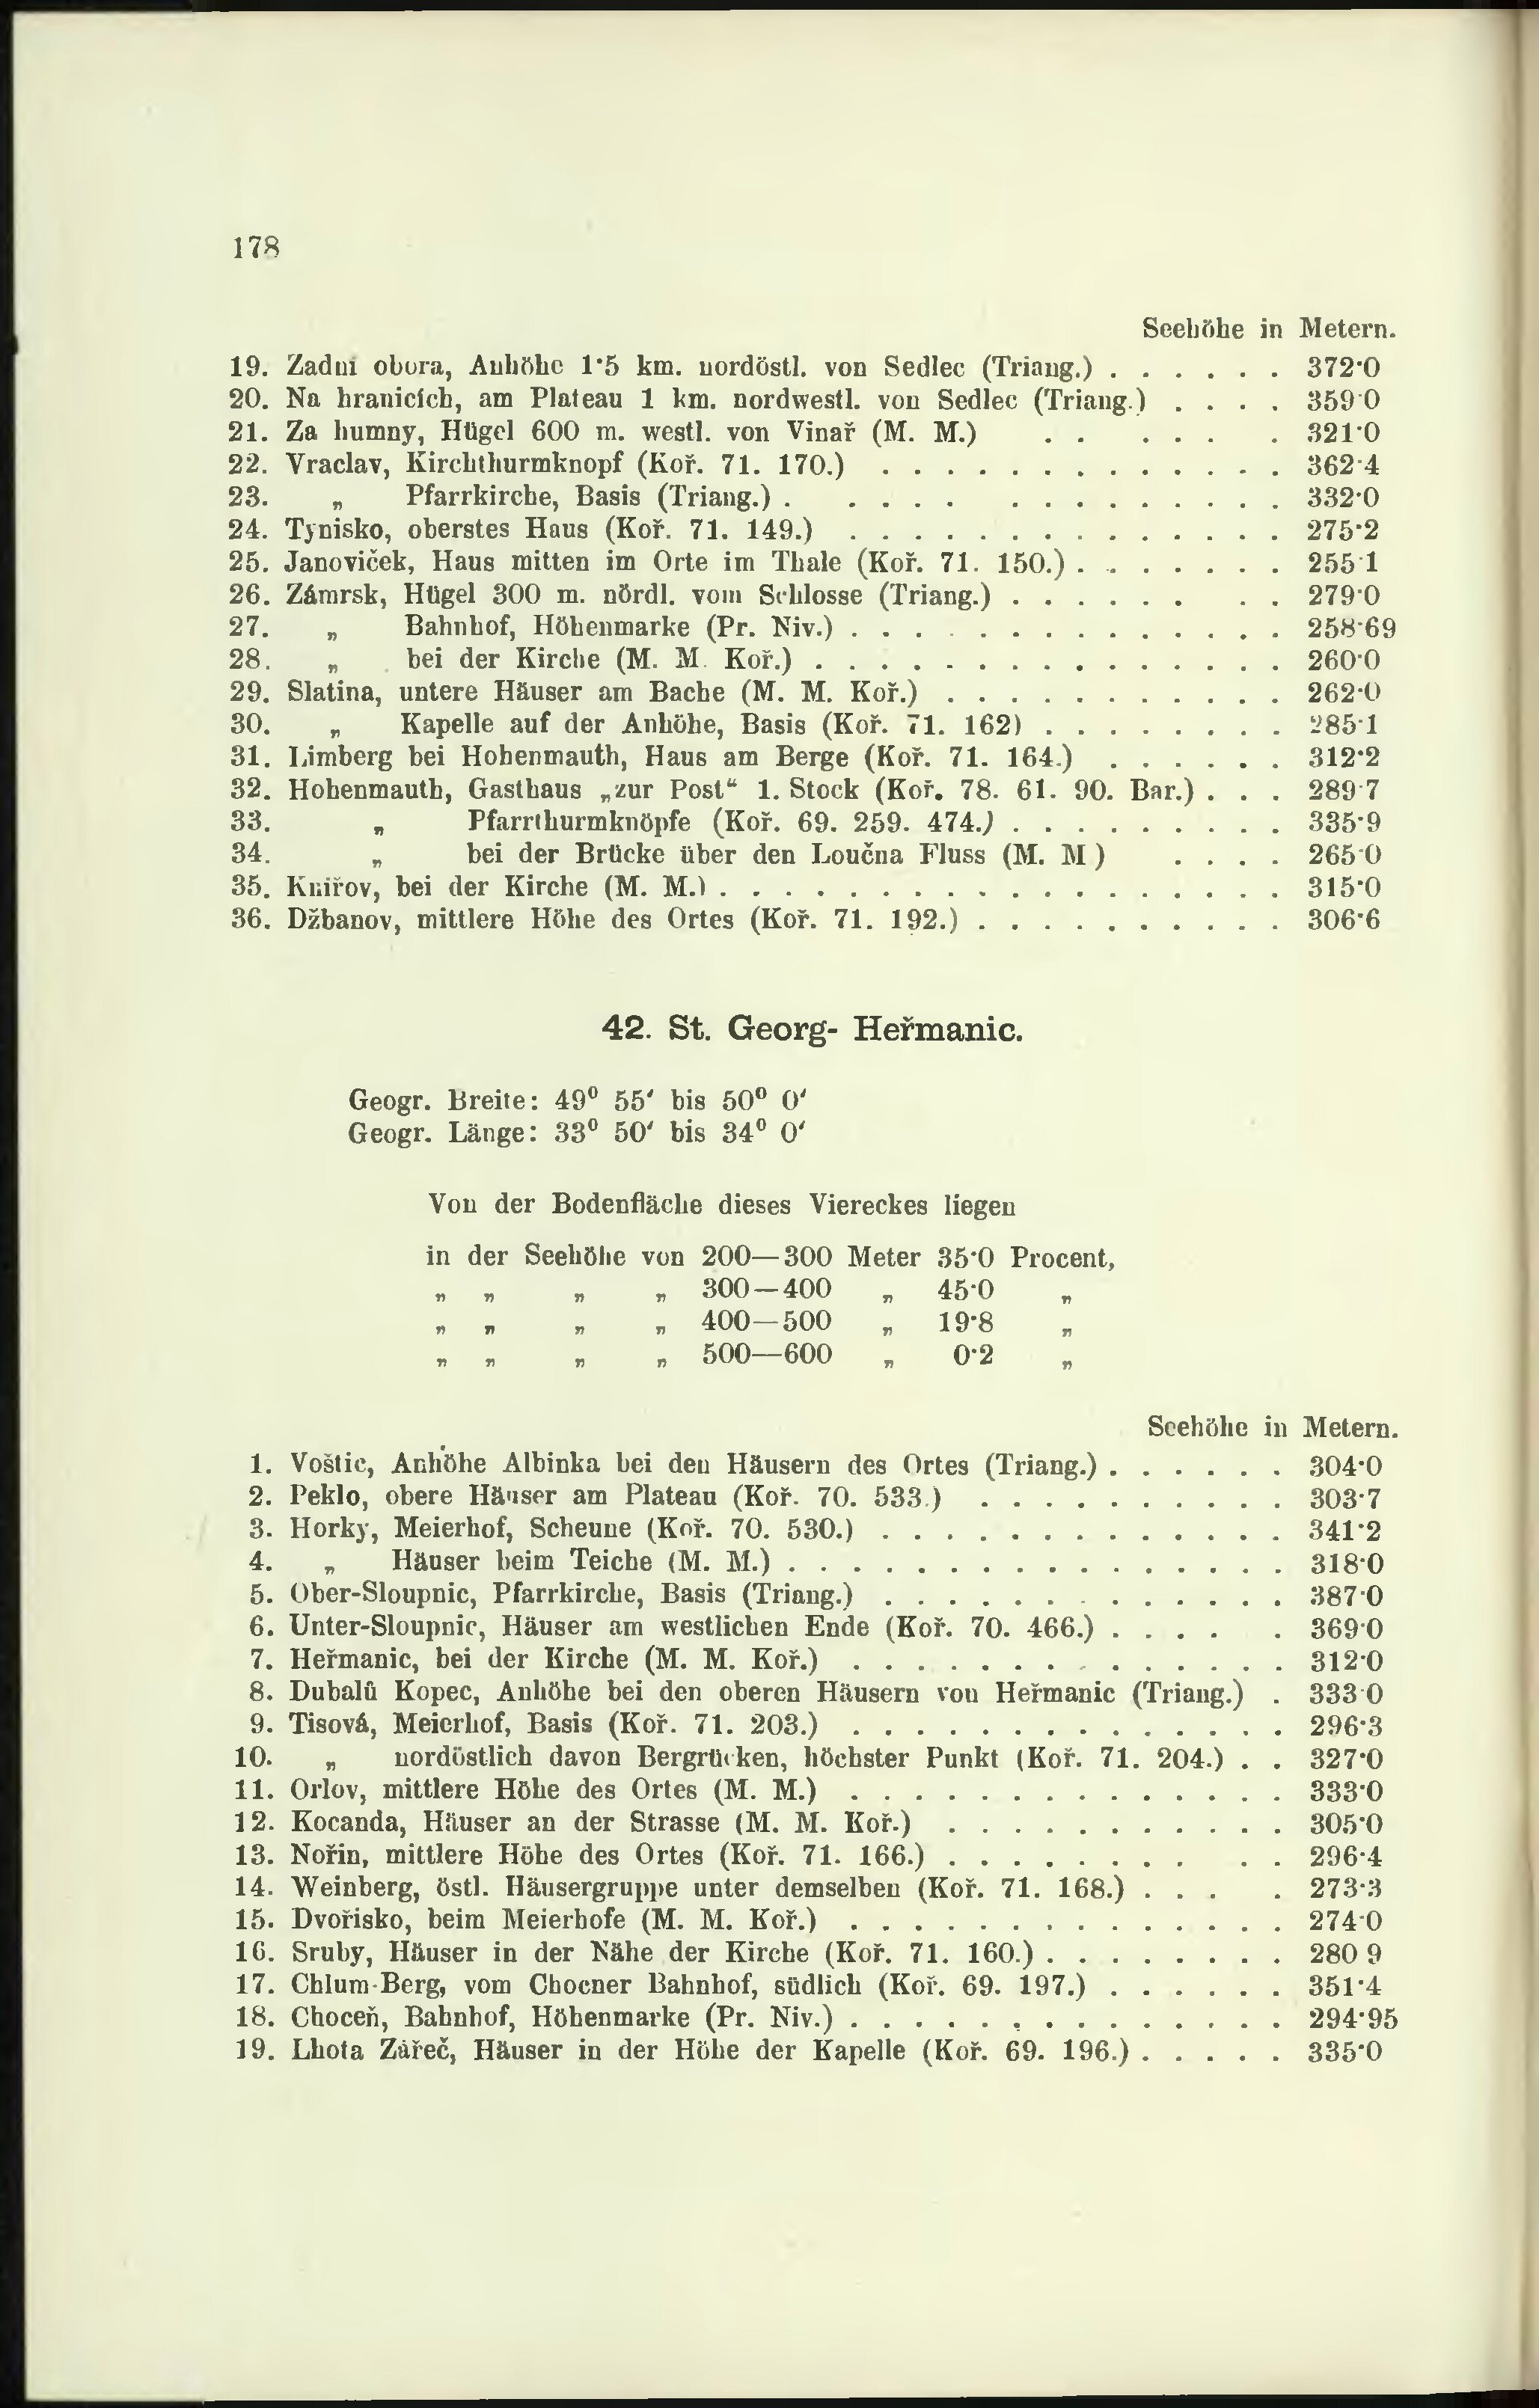 178
Seehöhe in Metern.
19. Zadní obora, Anhöhe 1·5 km. nordöstl. von Sedlec (Triang.) . . . . . . 372·0
20. Na hranicích, am Plateau 1 km. nordwestl. von Sedlec (Triang.) . . . . 359·0
21. Za humny, Hügel 600 m. westl. von Vinař (M. M.) . . . . . . 321·0
22. Vraclav, Kirchthurmknopf (Koř. 71. 170.) . . . . . . . . . . . . . 362·4
23. „ Pfarrkirche, Basis (Triang.) . . . . . . . . . . . . . . 332·0
24. Tynisko, oberstes Haus (Koř. 71. 149.) . . . . . . . . . . . . . . 275·2
25. Janoviček, Haus mitten im Orte im Thale (Koř. 71. 150.) . . . . . . . 255·1
26. Zámrsk, Hügel 300 m. nördl. vom Schlosse (Triang.) . . . . . . . . 279·0
27. „ Bahnhof, Höhenmarke (Pr. Niv.) . . . . . . . . . . . . . . 258·69
28. „ bei der Kirche (M. M. Koř.) . . . . . . . . . . . . . . . 260·0
29. Slatina, untere Häuser am Bache (M. M. Koř.) . . . . . . . . . . . 262·0
30. „ Kapelle auf der Anhöhe, Basis (Koř. 71. 162) . . . . . . . . 285·1
31. Limberg bei Hohenmauth, Haus am Berge (Koř. 71. 164.) . . . . . . 312·2
32. Hohenmauth, Gasthaus „zur Post“ 1. Stock (Koř. 78. 61. 90. Bar.) . . . 289·7
33. „ Pfarrthurmknöpfe (Koř. 69. 259. 474.) . . . . . . . . . 335·9
34. „ bei der Brücke über den Loučna Fluss (M. M.) . . . . 265·0
35. Kniřov, bei der Kirche (M. M.) . . . . . . . . . . . . . . . . . . 315·0
36. Džbanov, mittlere Höhe des Ortes (Koř. 71. 192.) . . . . . . . . . . 306·6
42. St. Georg- Heřmanic.
Geogr. Breite: 49⁰ 55′ bis 50⁰ 0′
Geogr. Länge: 33⁰ 50′ bis 34⁰ 0′
Von der Bodenfläche dieses Viereckes liegen
in der Seehöhe von 200—300 Meter 35·0 Procent,
„ „ „ „ 300—400 „ 45·0 „
„ „ „ „ 400—500 „ 19·8 „
„ „ „ „ 500—600 „ 0·2 „
Seehöhe in Metern.
1. Voštic, Anhöhe Albinka bei den Häusern des Ortes (Triang.) . . . . . . 304·0
2. Peklo, obere Häuser am Plateau (Koř. 70. 533.) . . . . . . . . . . 303·7
3. Horky, Meierhof, Scheune (Koř. 70. 530.) . . . . . . . . . . . . . 341·2
4. „ Häuser beim Teiche (M. M.) . . . . . . . . . . . . . . . . 318·0
5. Ober-Sloupnic, Pfarrkirche, Basis (Triang.) . . . . . . . . . . . . . 387·0
6. Unter-Sloupnic, Häuser am westlichen Ende (Koř. 70. 466.) . . . . . 369·0
7. Heřmanic, bei der Kirche (M. M. Koř.) . . . . . . . . . . . . . . 312·0
8. Dubalů Kopec, Anhöhe bei den oberen Häusern von Heřmanic (Triang.) . 333·0
9. Tisová, Meierhof, Basis (Koř. 71. 203.) . . . . . . . . . . . . . . 296·3
10. „ nordöstlich davon Bergrücken, höchster Punkt (Koř. 71. 204.) . . 327·0
11. Orlov, mittlere Höhe des Ortes (M. M.) . . . . . . . . . . . . . . 333·0
12. Kocanda, Häuser an der Strasse (M. M. Koř.) . . . . . . . . . . . 305·0
13. Nořin, mittlere Höhe des Ortes (Koř. 71. 166.) . . . . . . . . . . 296·4
14. Weinberg, östl. Häusergruppe unter demselben (Koř. 71. 168.) . . . . 273·3
15. Dvořisko, beim Meierhofe (M. M. Koř.) . . . . . . . . . . . . . . 274·0
16. Sruby, Häuser in der Nähe der Kirche (Koř. 71. 160.) . . . . . . . . 280 9
17. Chlum-Berg, vom Chocner Bahnhof, südlich (Koř. 69. 197.) . . . . . . 351·4
18. Choceň, Bahnhof, Höhenmarke (Pr. Niv.) . . . . . . . . . . . . . . 294·95
19. Lhota Zářeč, Häuser in der Höhe der Kapelle (Koř. 69. 196.) . . . . . 335·0